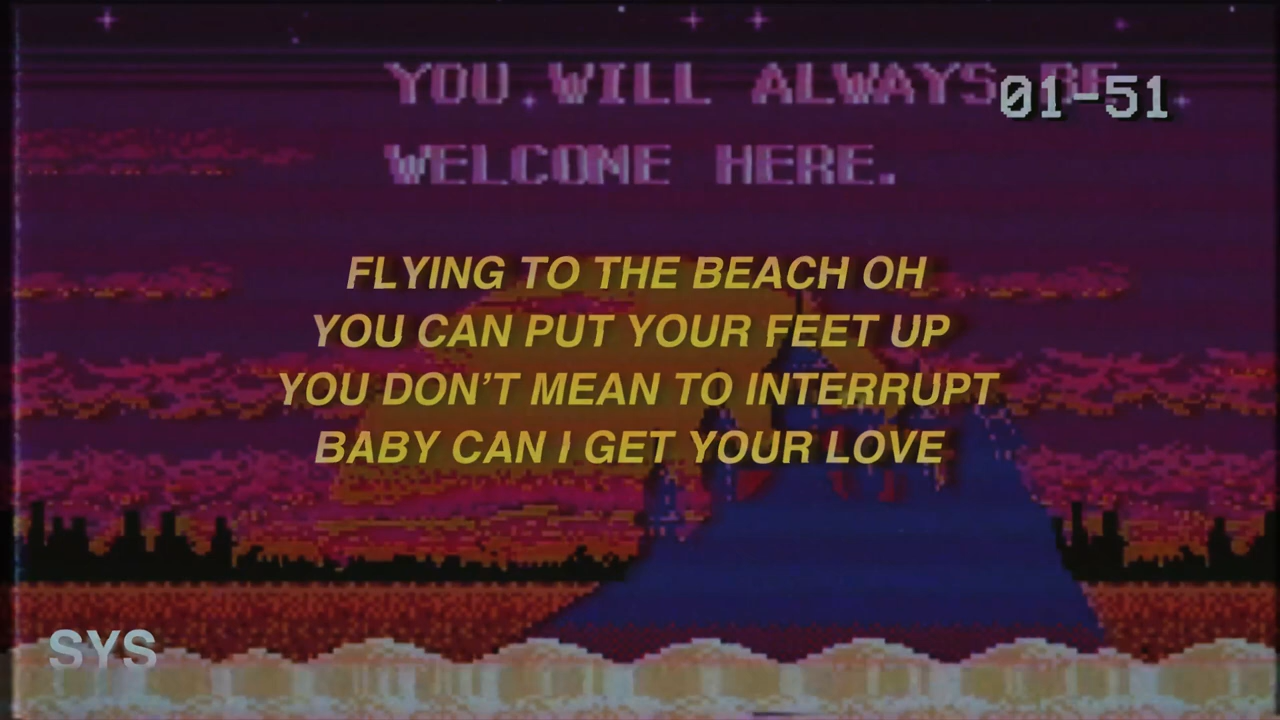 YOU WILL ALWAYS BE
01-51
WELCOME HERE.
FLYING TO THE BEACH OH
YOU CAN PUT YOUR FEET UP
YOU DON'T MEAN TO INTERRUPT
BABY CAN I GET YOUR LOVE
SYS